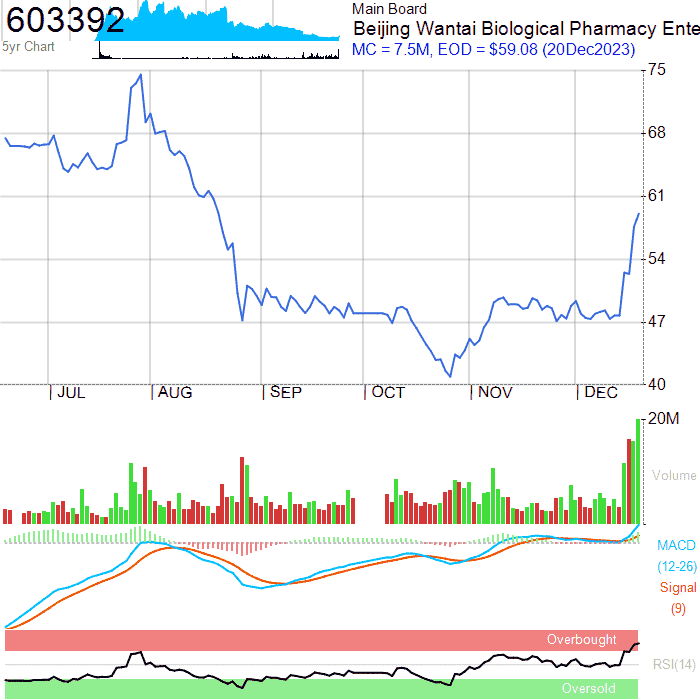 603392
5yr Chart
Main Board
Beijing Wantai Biological Pharmacy Ente
MC = 7.5M, EOD = $59.08 (20Dec2023)
75
68
61
54
47
40
JUL
AUG
SEP
OCT
NOV
DEC
20M
Volume
MACD
(12-26)
Signal
(9)
Overbought
RSI(14)
Oversold